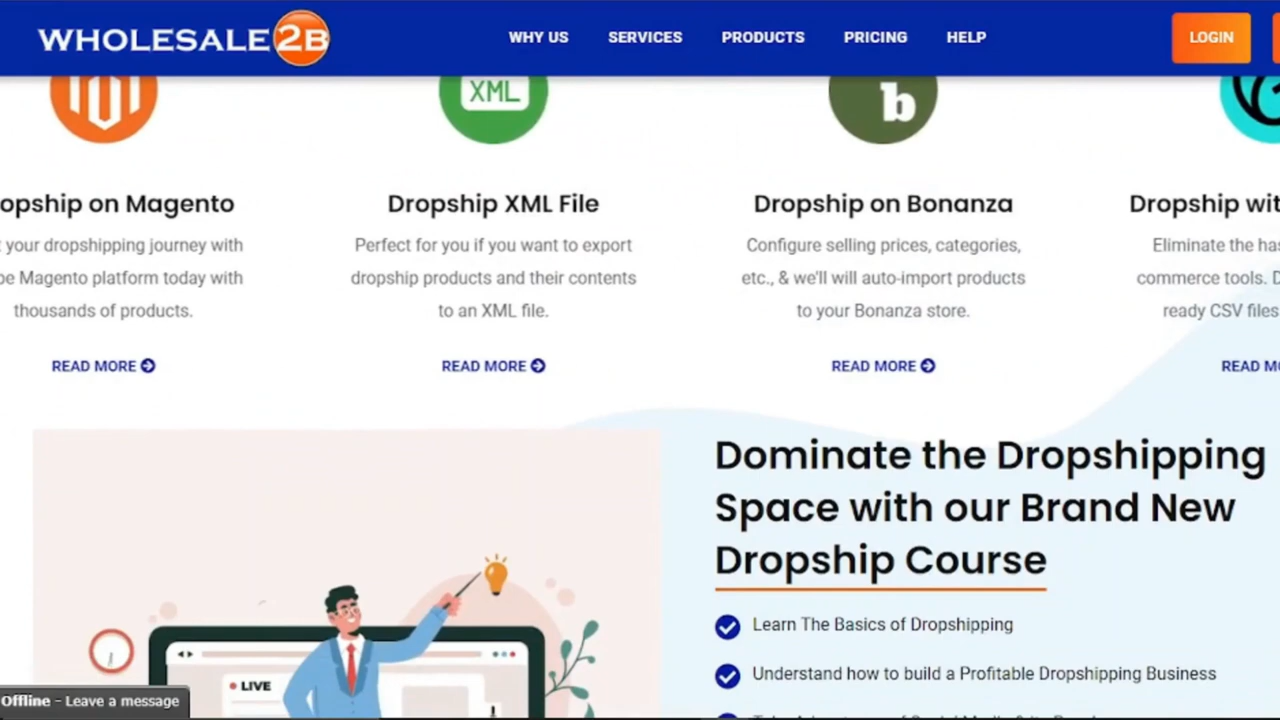 WHOLESALE2B
WHY US SERVICES PRODUCTS PRICING HELP LOGIN
XML
b
opship on Magento
Dropship XML File
Dropship on Bonanza
Dropship wit
your dropshipping journey with
Perfect for you if you want to export
Configure selling prices, categories,
Eliminate the has
pe Magento platform today with
dropship products and their contents
etc., & we'll will auto-import products
commerce tools. D
thousands of products.
to an XML file.
to your Bonanza store.
ready CSV files
READ MORE
READ MORE
READ MORE
READ MO
Dominate the Dropshipping
Space with our Brand New
Dropship Course
Learn The Basics of Dropshipping
Understand how to build a Profitable Dropshipping Business
LIVE
Offline - Leave a message